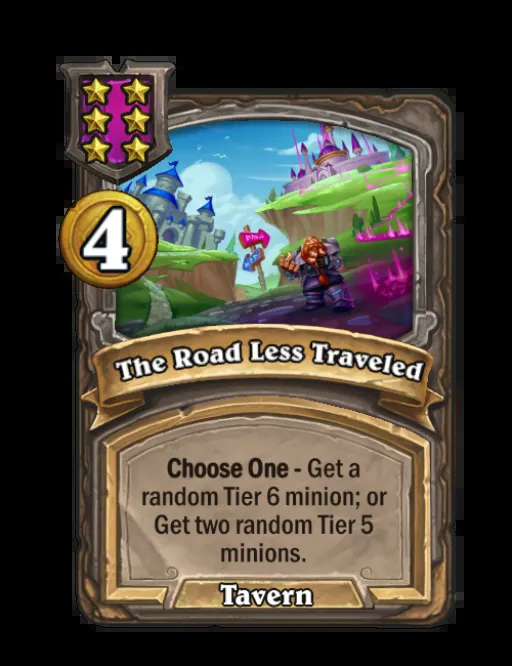 4
The Road Less Traveled
Choose One - Get a
random Tier 6 minion; or
Get two random Tier 5
minions.
Tavern